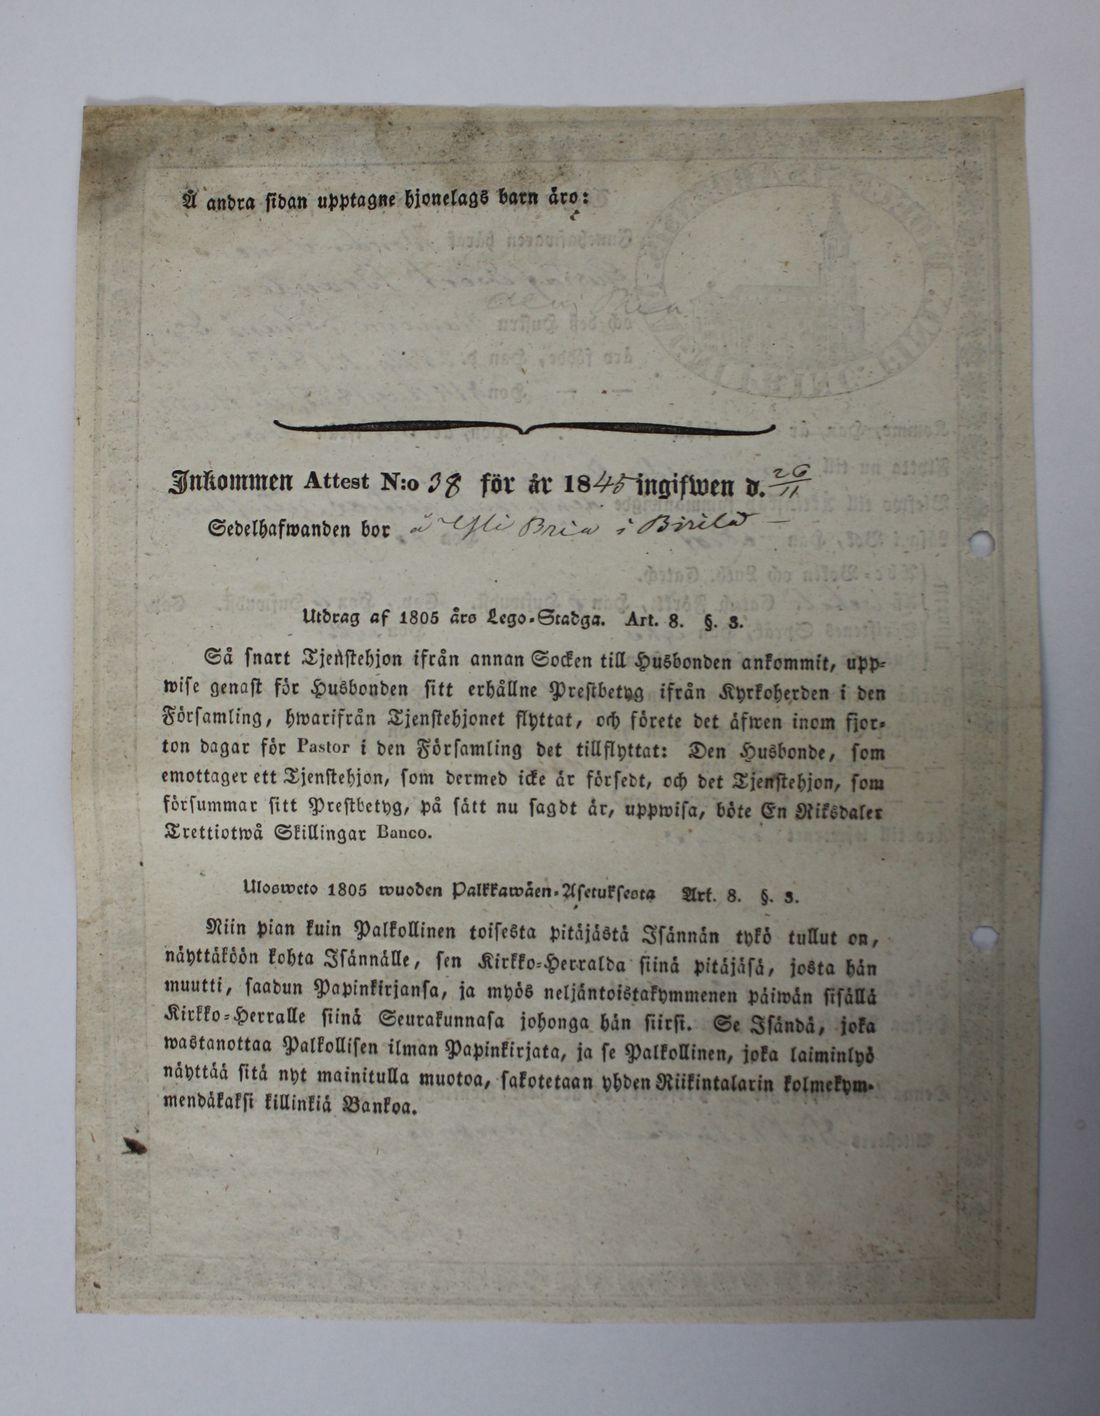 Å andra sidan upptagne hjonelags barn äro:
Inkommen Attest N:o 38 för år 1845 ingifwen d. 26/11
Sedelhafwanden bor å Bria i Birilä
Utdrag af 1805 års Lego-Stadga. Art. 8. §. 3.
Så snart Tjenstehjon ifrån annan Socken till Husbonden ankommit, upp-
wise genast för Husbonden sitt erhållne Prestbetyg ifrån Kyrkoherden i den
Församling, hwarifrån Tjenstehjonet flyttat, och förete det äfwen inom fjor-
ton dagar för Pastor i den Församling det tillflyttat: Den Husbonde, som
emottager ett Tjenstehjon, som dermed icke är försedt, och det Tjenstehjon, som
försummar sitt Prestbetyg, på sätt nu sagdt är, uppwisa, böte En Riksdaler
Trettiotwå Skillingar Banco.
Ulosweto 1805 wuoden Palkkawäen-Asetuksesta Art. 8. §. 3.
Niin pian kuin Palkollinen toisesta pitäjästä Isännän tykö tullut on,
näyttäköön kohta Isännälle, sen Kirkko-Herralda siinä pitäjäsä, josta hän
muutti, saadun Papinkirjansa, ja myös neljäntoistakymmenen päiwän sisällä
Kirkko-Herralle siinä Seurakunnasa johonga hän siirsi. Se Isändä, joka
wastanottaa Palkollisen ilman Papinkirjata, ja se Palkollinen, joka laiminlyö
näyttää sitä nyt mainitulla muotoa, sakotetaan yhden Riikintalarin kolmekym-
mendäkaksi killinkiä Bankoa.